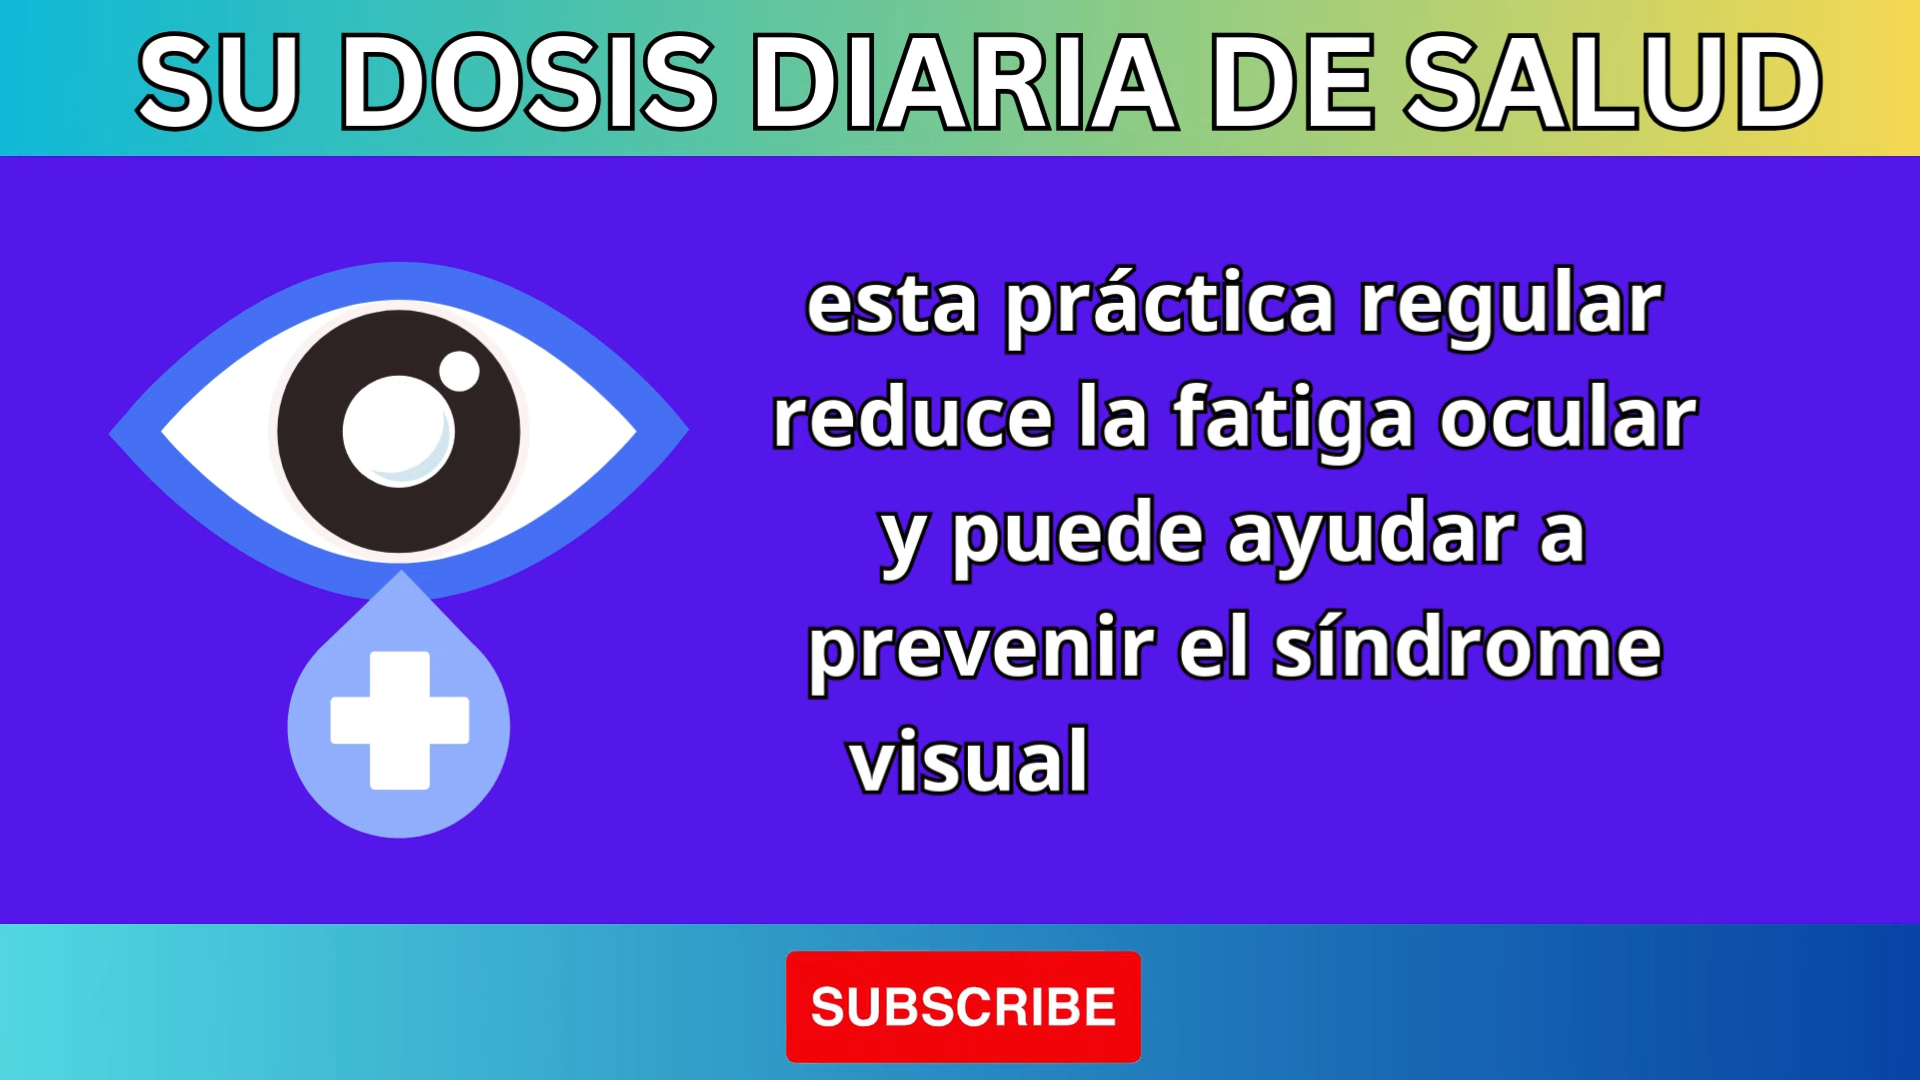 SU DOSIS DIARIA DE SALUD
esta práctica regular
reduce la fatiga ocular
y puede ayudar a
prevenir el síndrome
visual
SUBSCRIBE